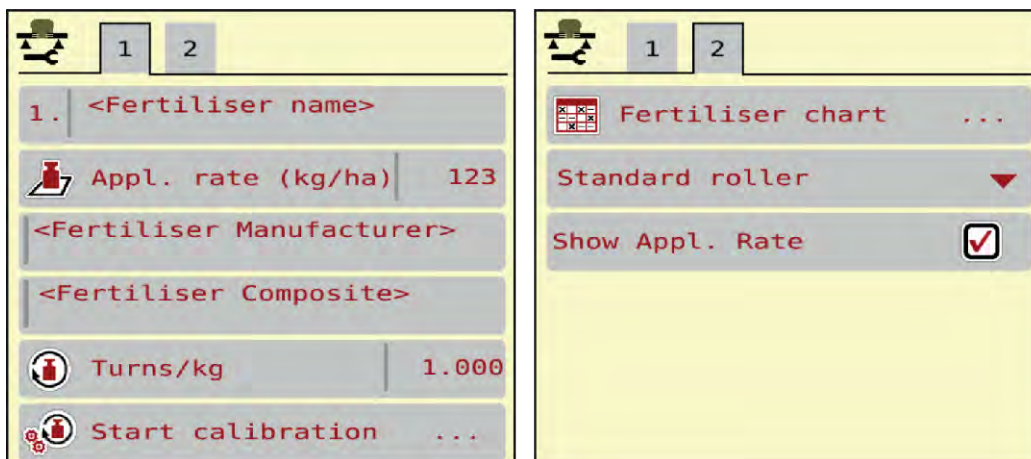 1 2
1. <Fertiliser name>
Appl. rate (kg/ha) 123
<Fertiliser Manufacturer>
<Fertiliser Composite>
Turns/kg 1.000
Start calibration ...
1 2
Fertiliser chart ...
Standard roller
Show Appl. Rate